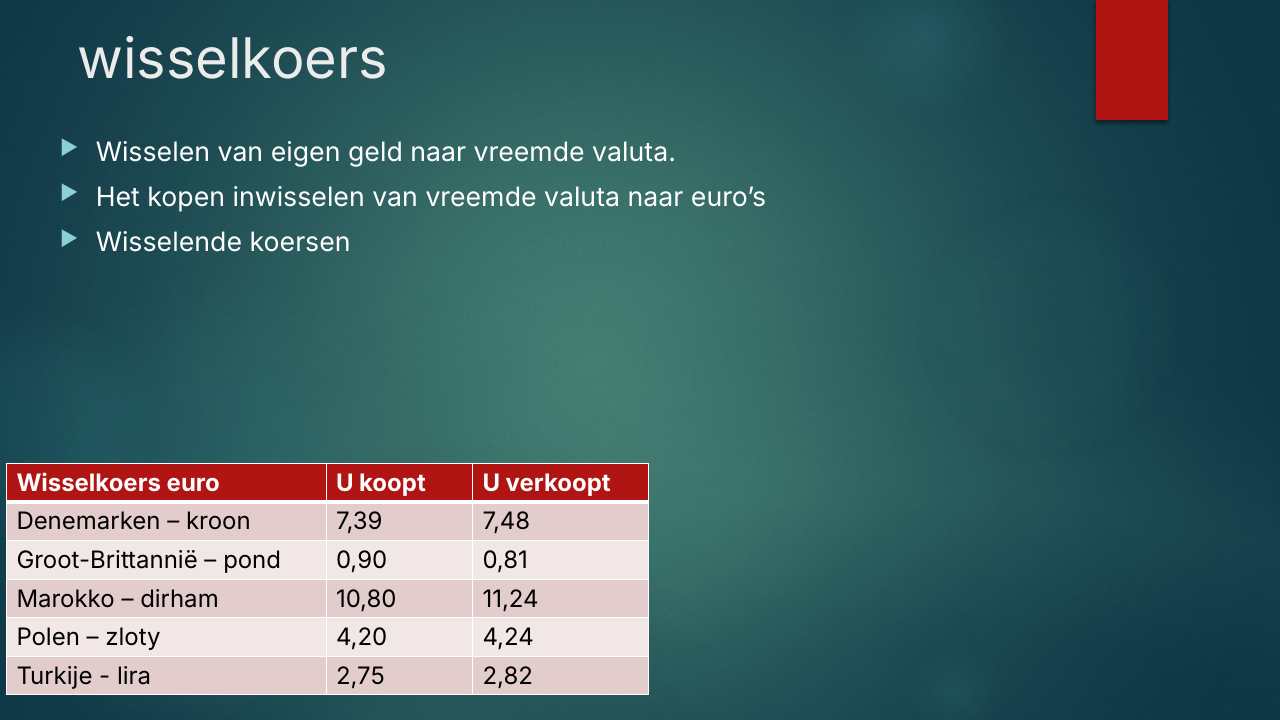 wisselkoers
Wisselen van eigen geld naar vreemde valuta.
Het kopen inwisselen van vreemde valuta naar euro’s
Wisselende koersen
Wisselkoers euro U koopt U verkoopt
Denemarken – kroon 7,39 7,48
Groot-Brittannië – pond 0,90 0,81
Marokko – dirham 10,80 11,24
Polen – zloty 4,20 4,24
Turkije - lira 2,75 2,82